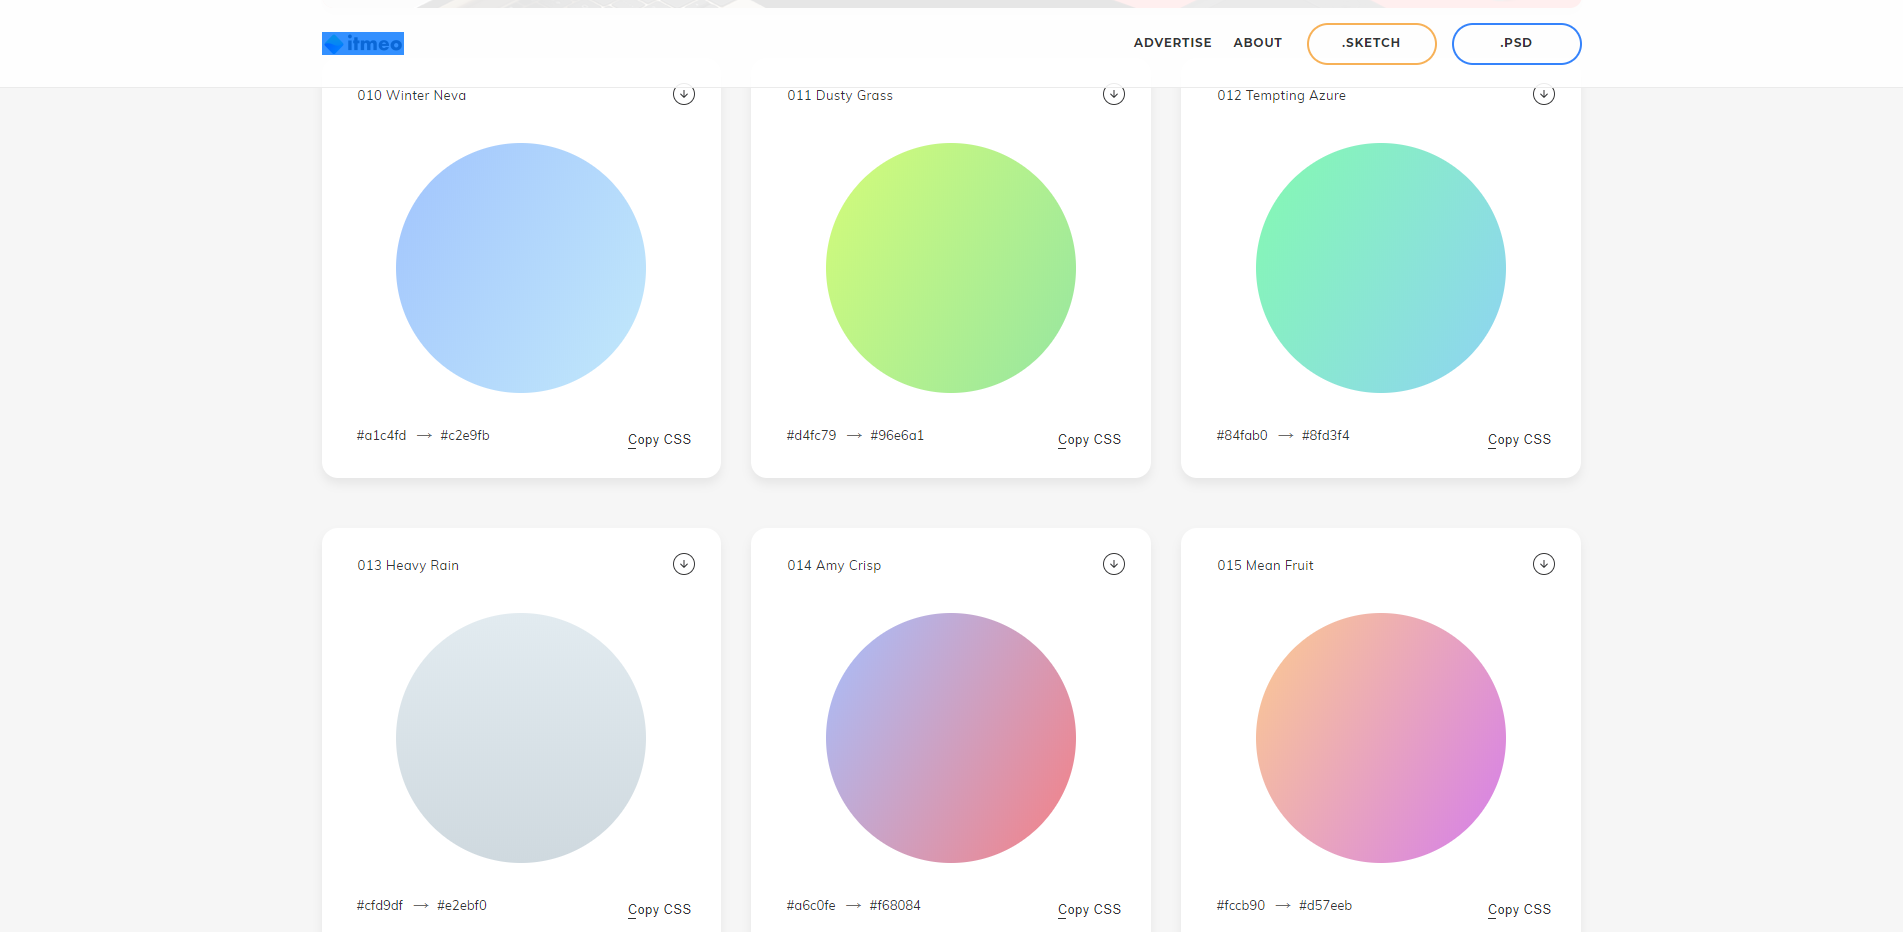 itmeo
ADVERTISE ABOUT .SKETCH .PSD
010 Winter Neva
011 Dusty Grass
012 Tempting Azure
#a1c4fd → #c2e9fb
Copy CSS
#d4fc79 → #96e6a1
Copy CSS
#84fab0 → #8fd3f4
Copy CSS
013 Heavy Rain
014 Amy Crisp
015 Mean Fruit
#cfd9df → #e2ebf0
Copy CSS
#a6c0fe → #f68084
Copy CSS
#fccb90 → #d57eeb
Copy CSS